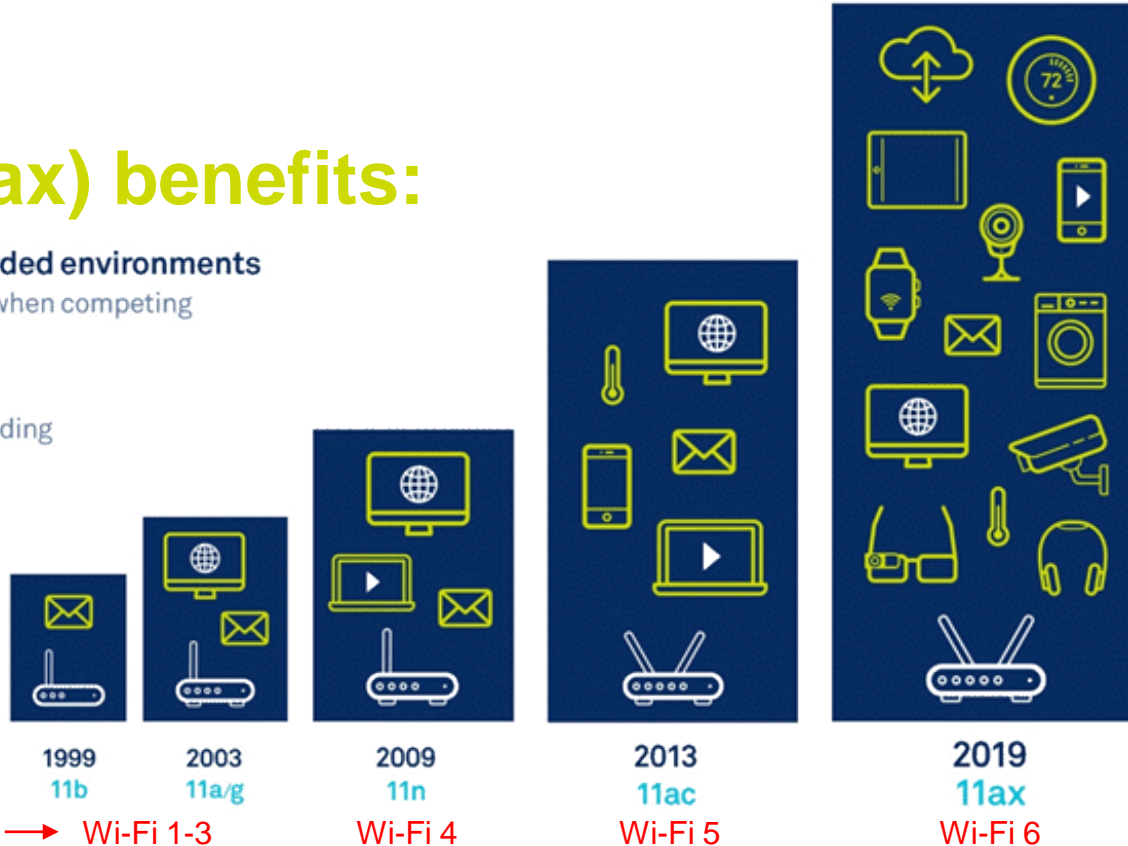 ax) benefits:
ded environments
when competing
ding
72
1999 2003 2009 2013 2019
11b 11a/g 11n 11ac 11ax
Wi-Fi 1-3 Wi-Fi 4 Wi-Fi 5 Wi-Fi 6